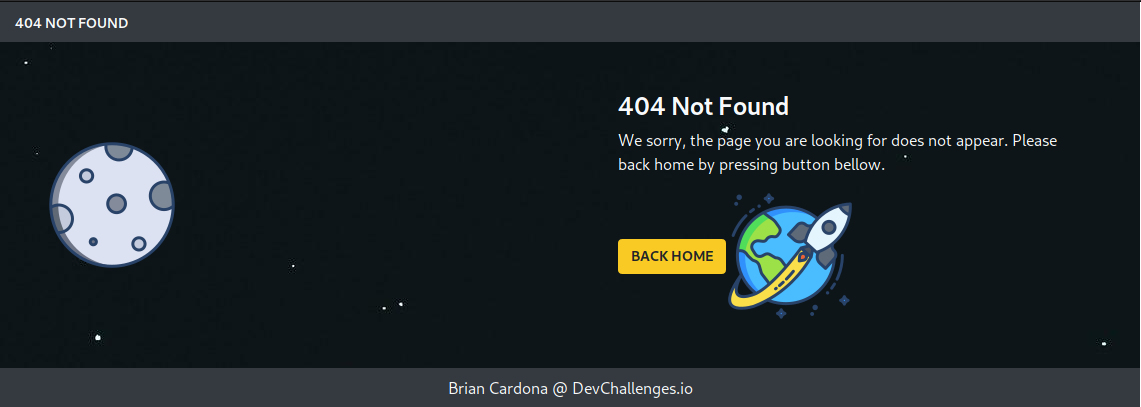 404 NOT FOUND
404 Not Found
We sorry, the page you are looking for does not appear. Please
back home by pressing button bellow.
BACK HOME
Brian Cardona @ DevChallenges.io